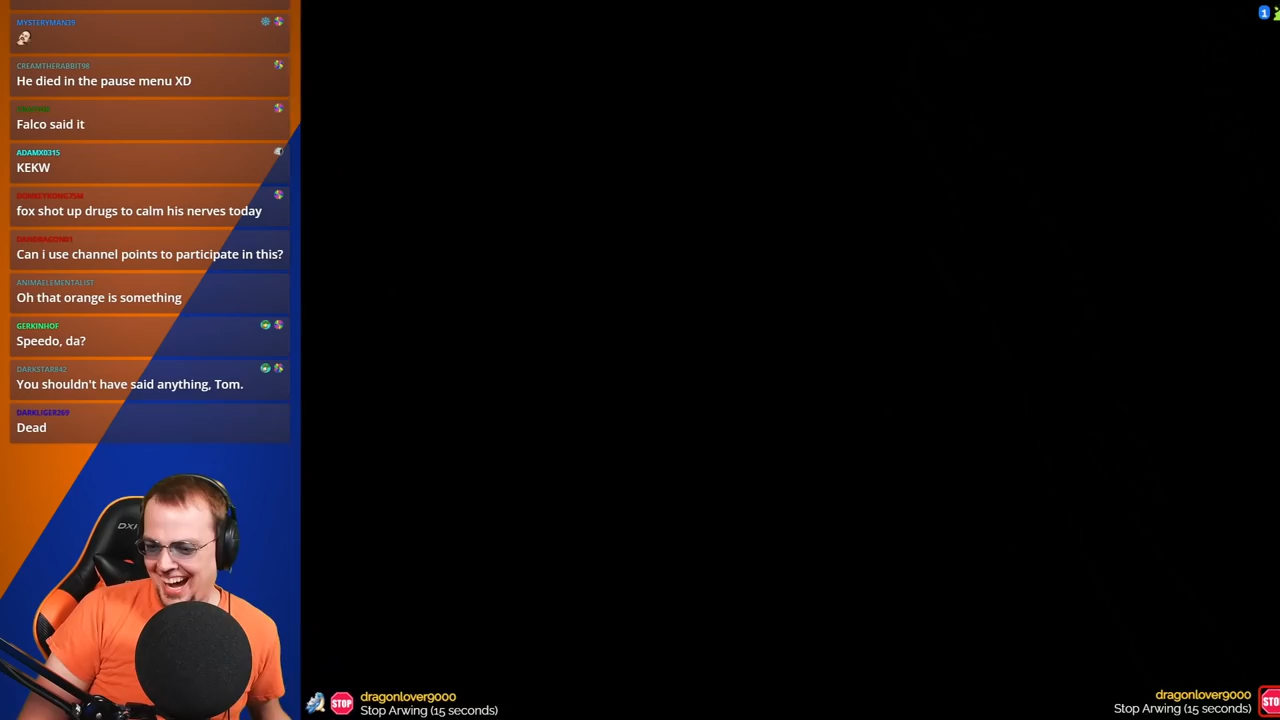 MYSTERYMAN39
CREAMTHERABBIT98
He died in the pause menu XD
Falco said it
ADAMX0315
KEKW
fox shot up drugs to calm his nerves today
Can i use channel points to participate in this?
ANIMAELEMENTALIST
Oh that orange is something
GERKINHOF
Speedo, da?
DARKSTAR842
You shouldn't have said anything, Tom.
DARKLIGER269
Dead
1
STOP
dragonlover9000
Stop Arwing (15 seconds)
dragonlover9000
Stop Arwing (15 seconds)